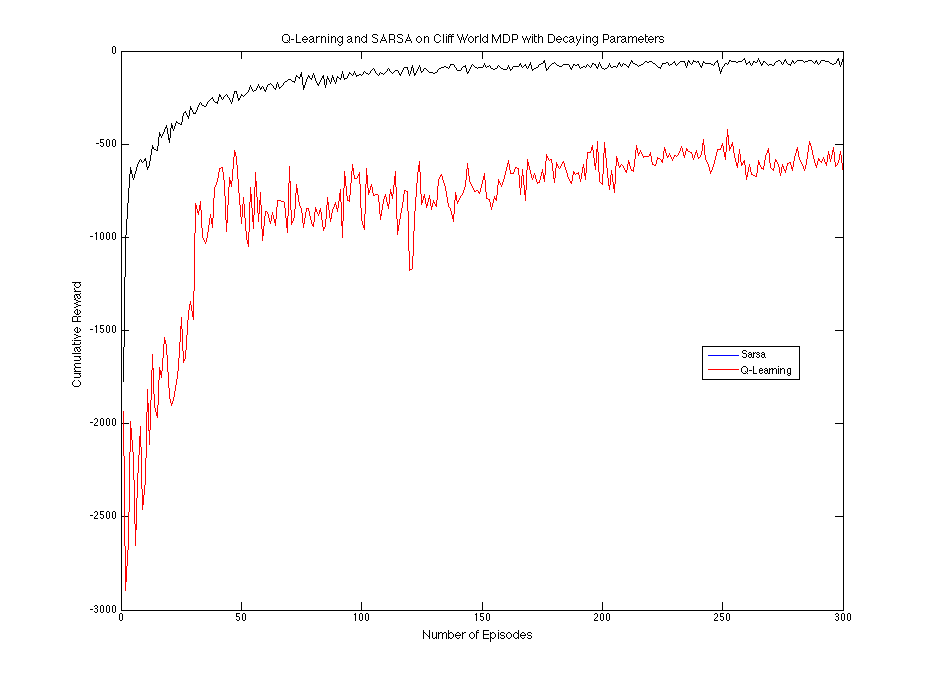 Q-Learning and SARSA on Cliff World MDP with Decaying Parameters
0
-500
-1000
-1500
-2000
-2500
-3000
Cumulative Reward
Sarsa
Q-Learning
0 50 100 150 200 250 300
Number of Episodes